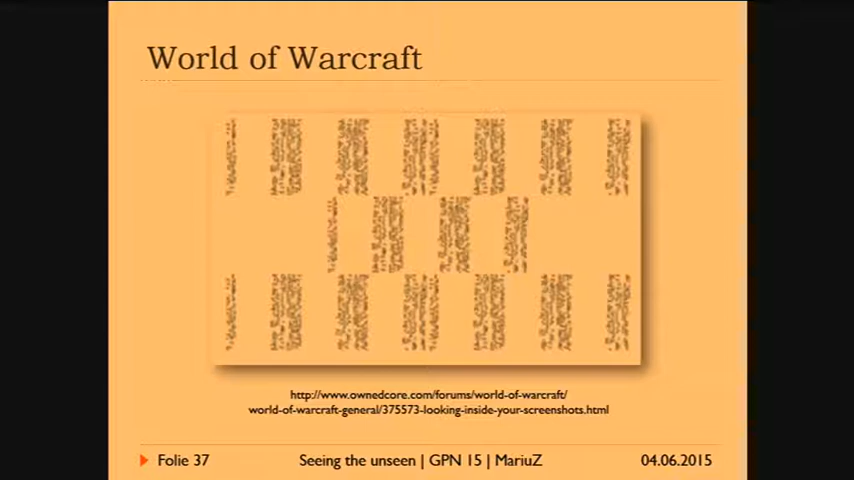 World of Warcraft
http://www.ownedcore.com/forums/world-of-warcraft/
world-of-warcraft-general/375573-looking-inside-your-screenshots.html
Folie 37
Seeing the unseen | GPN 15 | MariuZ
04.06.2015